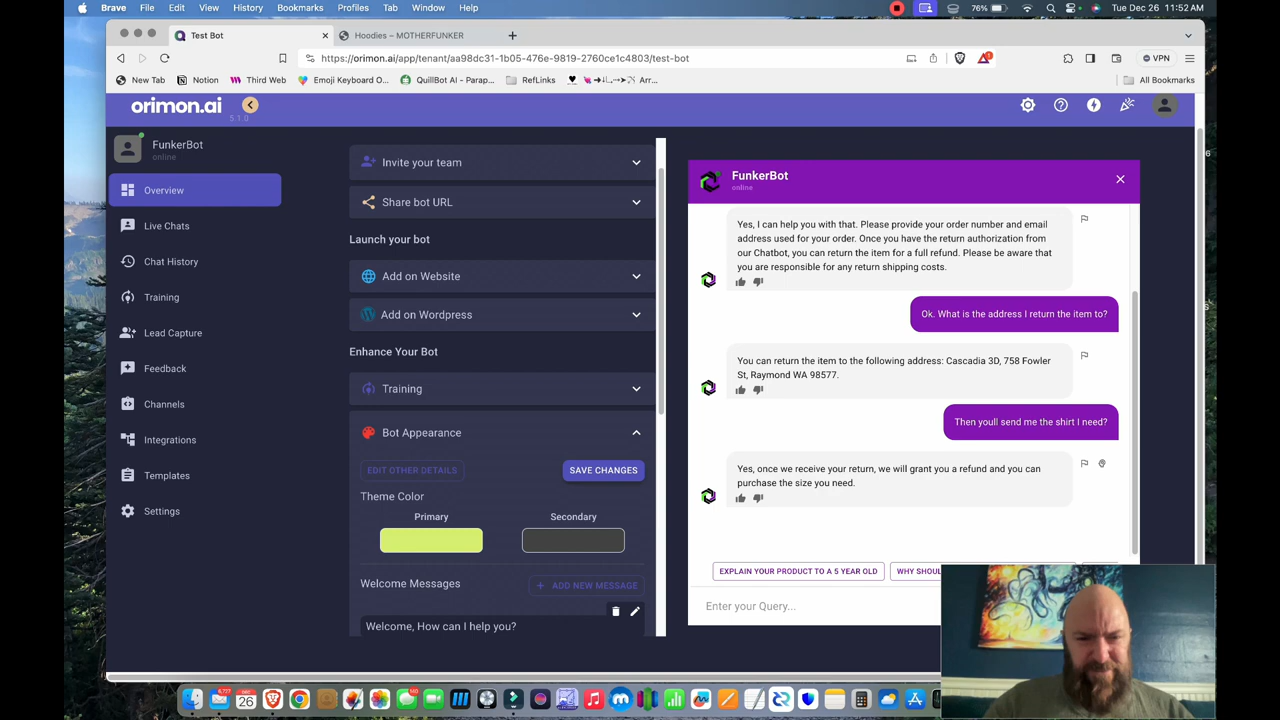 Brave File Edit View History Bookmarks Profiles Tab Window Help 76% Tue Dec 26 11:52 AM
Test Bot
Hoodies – MOTHERFUNKER
https://orimon.ai/app/tenant/aa98dc31-1b05-476e-9819-2760ce1c4803/test-bot
VPN
New Tab Notion Third Web Emoji Keyboard O... QuillBot AI - Parap... RefLinks Arr... All Bookmarks
orimon.ai
5.1.0
FunkerBot
online
Overview
Live Chats
Chat History
Training
Lead Capture
Feedback
Channels
Integrations
Templates
Settings
Invite your team
Share bot URL
Launch your bot
Add on Website
Add on Wordpress
Enhance Your Bot
Training
Bot Appearance
EDIT OTHER DETAILS
SAVE CHANGES
Theme Color
Primary
Secondary
Welcome Messages
+ ADD NEW MESSAGE
Welcome, How can I help you?
FunkerBot
online
Yes, I can help you with that. Please provide your order number and email
address used for your order. Once you have the return authorization from
our Chatbot, you can return the item for a full refund. Please be aware that
you are responsible for any return shipping costs.
Ok. What is the address I return the item to?
You can return the item to the following address: Cascadia 3D, 758 Fowler
St, Raymond WA 98577.
Then youll send me the shirt I need?
Yes, once we receive your return, we will grant you a refund and you can
purchase the size you need.
EXPLAIN YOUR PRODUCT TO A 5 YEAR OLD
WHY SHOU
Enter your Query...